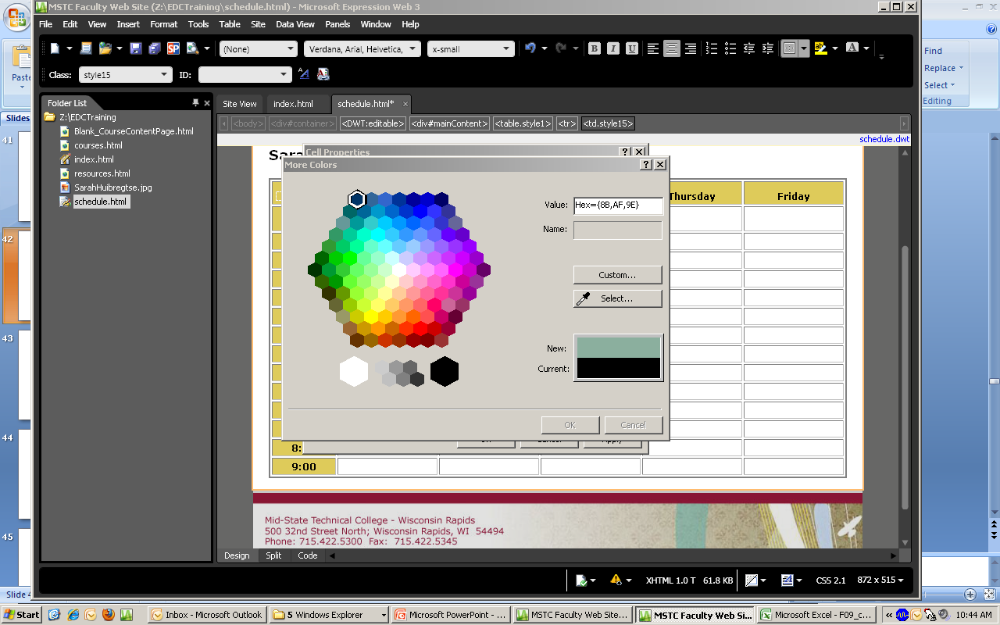 MSTC Faculty Web Site (Z:\EDCTraining\schedule.html) - Microsoft Expression Web 3
File Edit View Insert Format Tools Table Site Data View Panels Window Help
(None) Verdana, Arial, Helvetica, x-small
B I U
ab A
Class: style15 ID:
Paste
Find
Replace
Select
Editing
Slides
41
42
43
44
45
Folder List
Z:\EDCTraining
Blank_CourseContentPage.html
courses.html
index.html
resources.html
SarahHuibregtse.jpg
schedule.html
Site View index.html schedule.html* ×
<body> <div#container> <DWT:editable> <div#mainContent> <table.style1> <tr> <td.style15>
schedule.dwt
Sara
Cell Properties
More Colors
Value: Hex={8B,AF,9E}
Name:
Custom...
Select...
New:
Current:
OK Cancel
Thursday Friday
8:
9:00
Mid-State Technical College - Wisconsin Rapids
500 32nd Street North; Wisconsin Rapids, WI 54494
Phone: 715.422.5300 Fax: 715.422.5345
Design Split Code
XHTML 1.0 T 61.8 KB CSS 2.1 872 x 515
Slide
Start
Inbox - Microsoft Outlook
5 Windows Explorer
Microsoft PowerPoint - ...
MSTC Faculty Web Site...
MSTC Faculty Web Si...
Microsoft Excel - F09_c...
10:44 AM